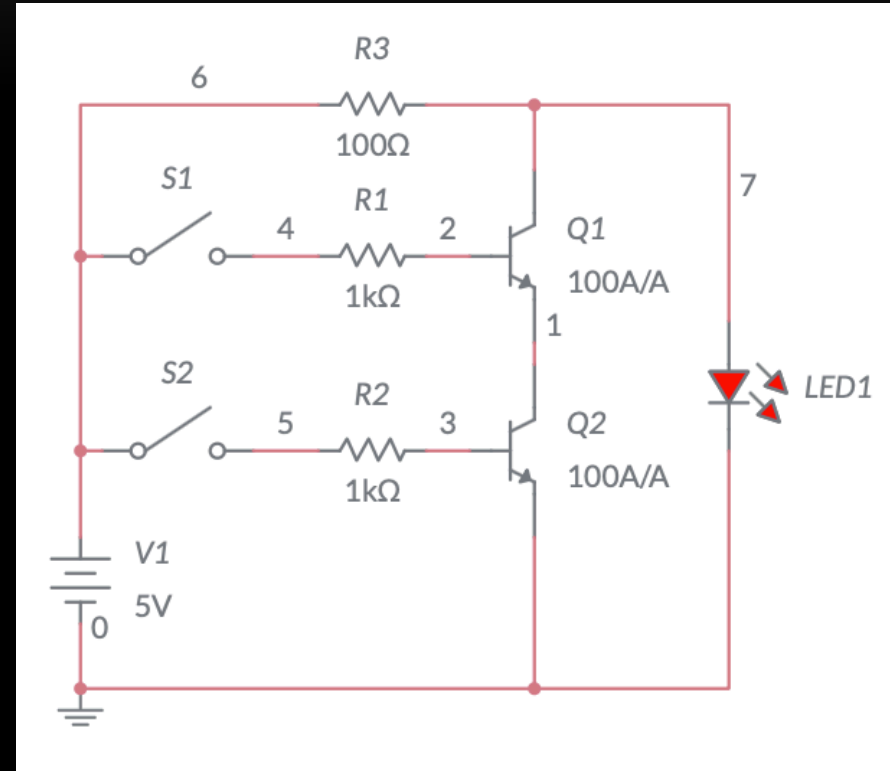 R3
6
100Ω
S1
R1
7
4
2
Q1
1kΩ
100A/A
1
S2
R2
LED1
5
3
Q2
1kΩ
100A/A
V1
5V
0